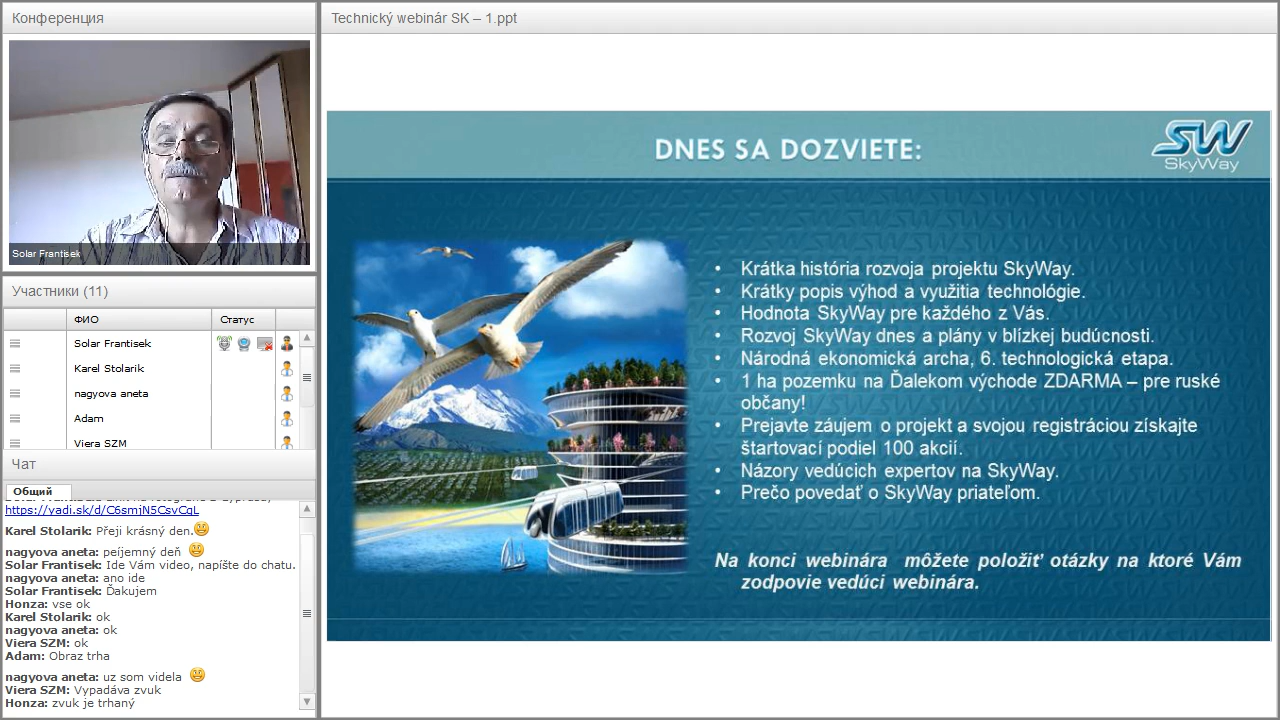 Конференция
Solar Frantisek
Участники (11)
ФИО
Статус
Solar Frantisek
Karel Stolarik
nagyova aneta
Adam
Viera SZM
Чат
Общий
https://yadi.sk/d/C6smjN5CsvCgL
Karel Stolarik: Přeji krásný den.
nagyova aneta: peíjemný deň
Solar Frantisek: Ide Vám video, napíšte do chatu.
nagyova aneta: ano ide
Solar Frantisek: Ďakujem
Honza: vse ok
Karel Stolarik: ok
nagyova aneta: ok
Viera SZM: ok
Adam: Obraz trha
nagyova aneta: uz som videla
Viera SZM: Vypadáva zvuk
Honza: zvuk je trhaný
Technický webinár SK – 1.ppt
DNES SA DOZVIETE:
SW
SkyWay
• Krátka história rozvoja projektu SkyWay.
• Krátky popis výhod a využitia technológie.
• Hodnota SkyWay pre každého z Vás.
• Rozvoj SkyWay dnes a plány v blízkej budúcnosti.
• Národná ekonomická archa, 6. technologická etapa.
• 1 ha pozemku na Ďalekom východe ZDARMA – pre ruské
občany!
• Prejavte záujem o projekt a svojou registráciou získajte
štartovací podiel 100 akcií.
• Názory vedúcich expertov na SkyWay.
• Prečo povedať o SkyWay priateľom.
Na konci webinára môžete položiť otázky na ktoré Vám
zodpovie vedúci webinára.